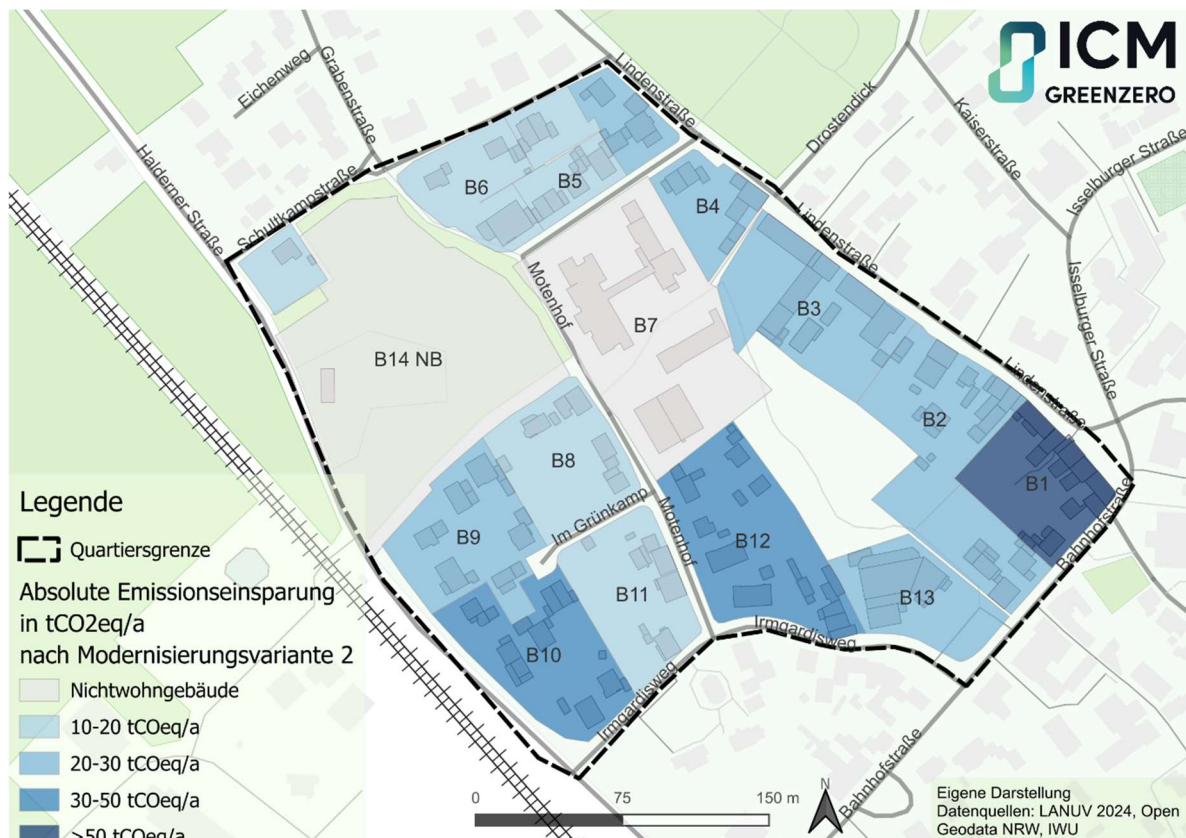 ICM
GREENZERO
Lindenstraße
Grabenstraße
Eichenweg
Drostendick
Kaiserstraße
Isselburger Straße
Halderner Straße
Schultkampstraße
B6
B5
B4
Lindenstraße
Isselburger Straße
Motenhof
B3
B7
B14 NB
Lindenstraße
B2
B8
B1
Legende
Im Grünkamp
Motenhof
Bahnhofstraße
Quartiersgrenze
B9
B12
Absolute Emissionseinsparung
in tCO2eq/a
nach Modernisierungsvariante 2
B11
B13
Irmgardisweg
B10
Nichtwohngebäude
Irmgardisweg
10-20 tCOeq/a
20-30 tCOeq/a
30-50 tCOeq/a
>50 tCOeq/a
0 75 150 m
N
Bahnhofstraße
Eigene Darstellung
Datenquellen: LANUV 2024, Open
Geodata NRW, IWU